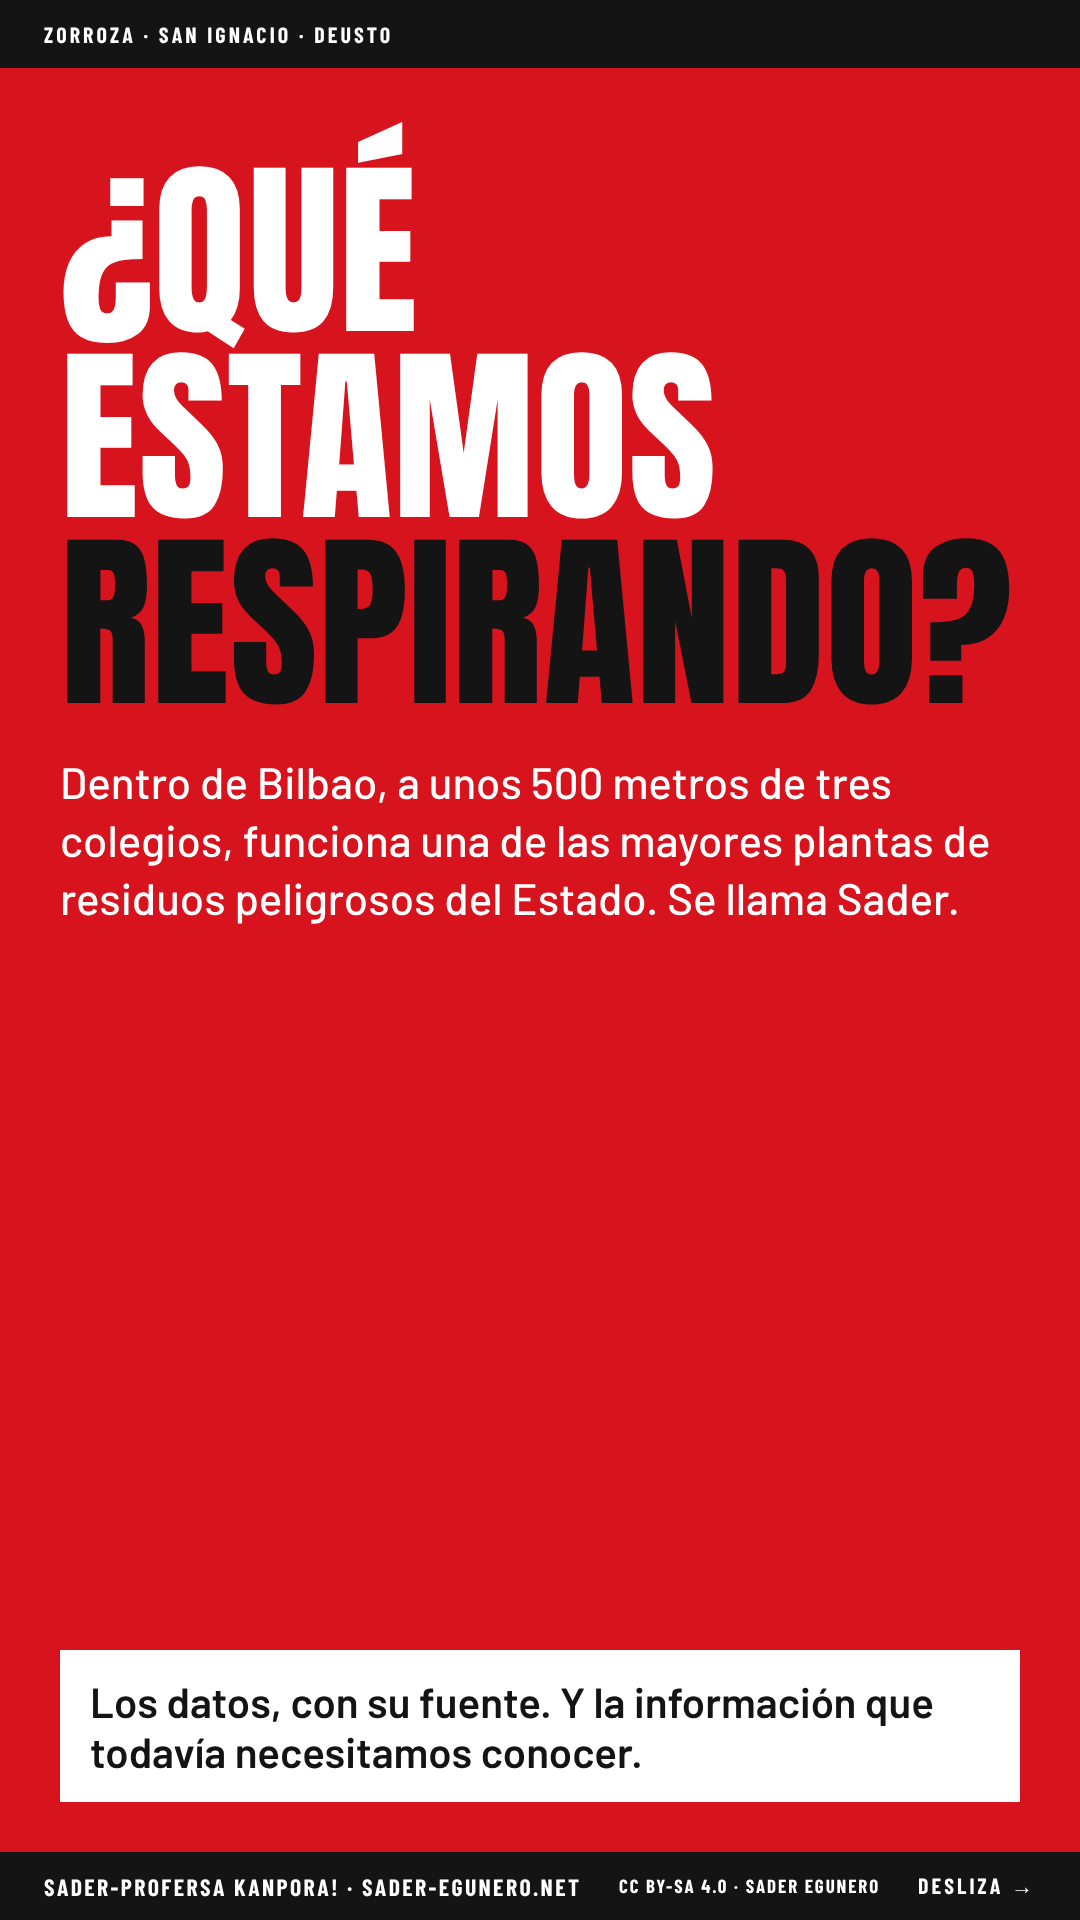 ZORROZA · SAN IGNACIO · DEUSTO
¿QUÉ
ESTAMOS
RESPIRANDO?
Dentro de Bilbao, a unos 500 metros de tres
colegios, funciona una de las mayores plantas de
residuos peligrosos del Estado. Se llama Sader.
Los datos, con su fuente. Y la información que
todavía necesitamos conocer.
SADER-PROFERSA KANPORA! · SADER-EGUNERO.NET CC BY-SA 4.0 · SADER EGUNERO DESLIZA →